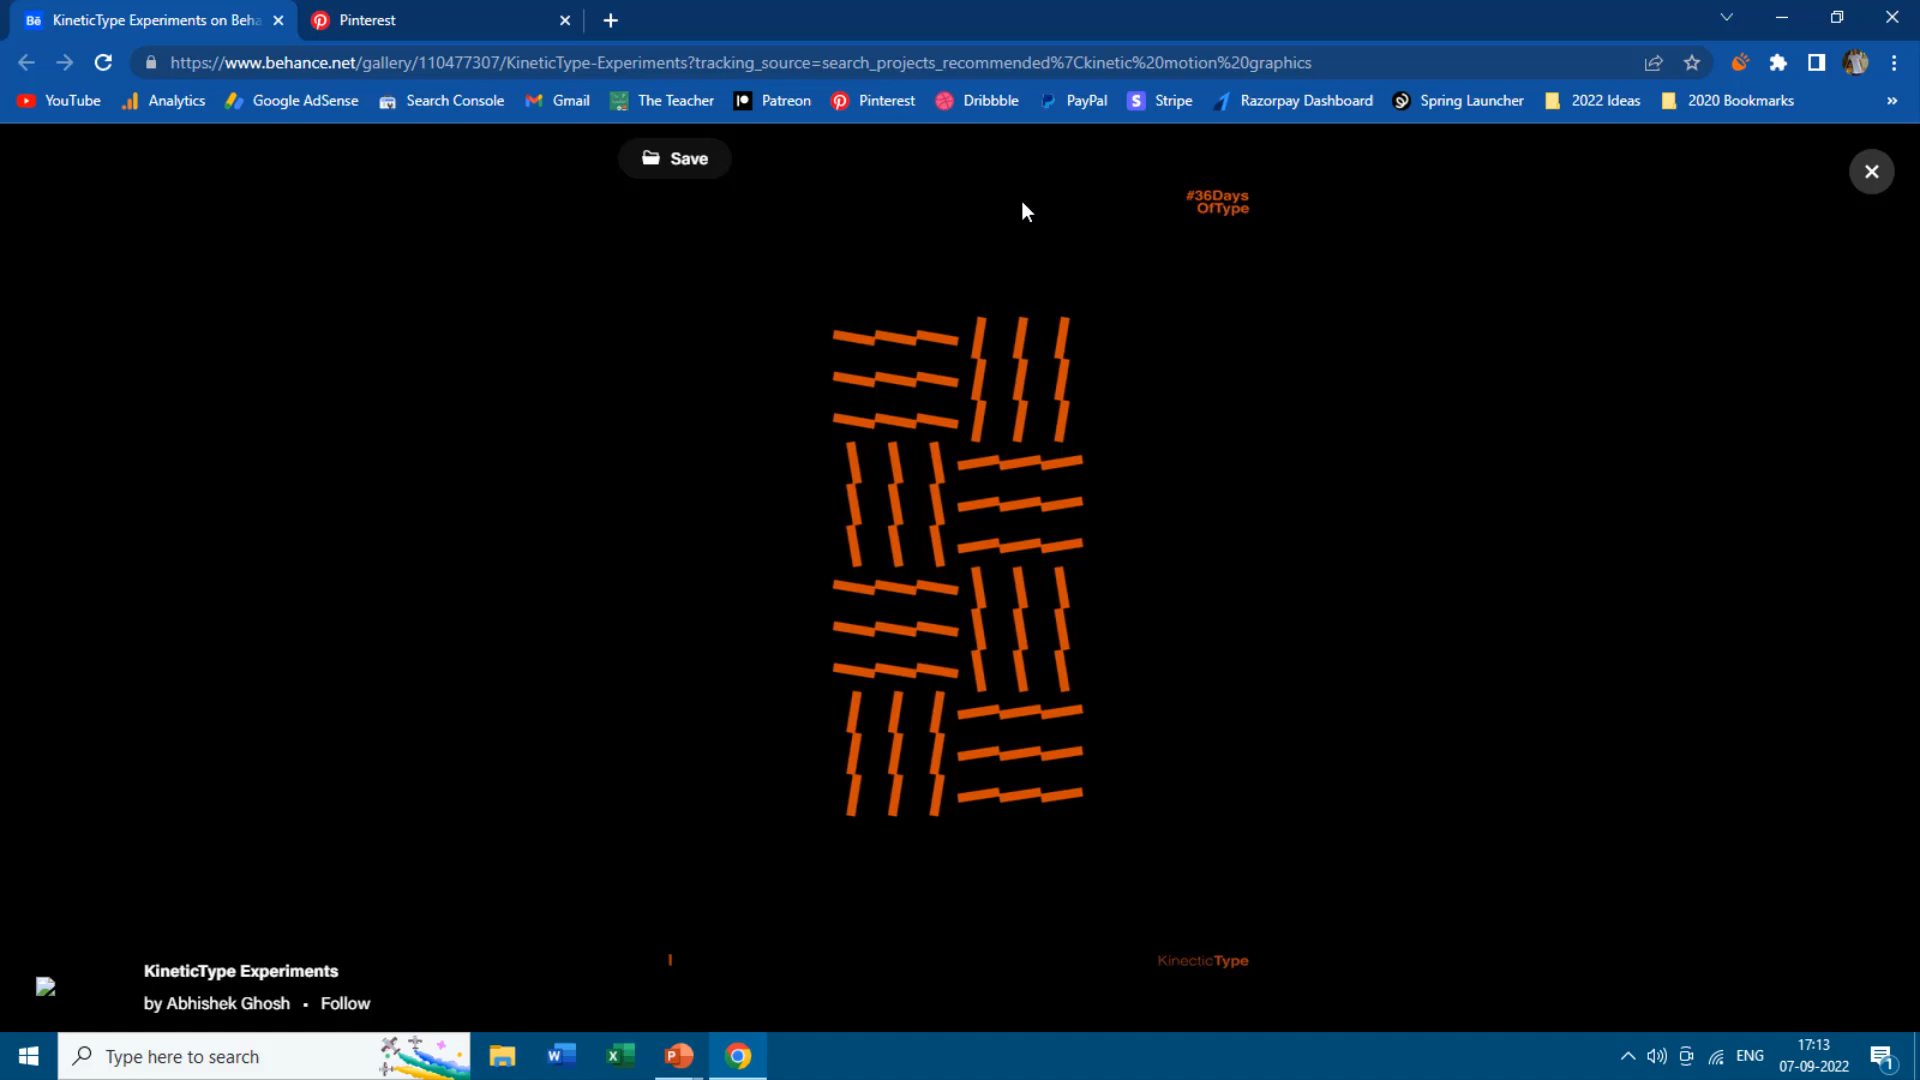 KineticType Experiments on Beha
Pinterest
https://www.behance.net/gallery/110477307/KineticType-Experiments?tracking_source=search_projects_recommended%7Ckinetic%20motion%20graphics
YouTube
Analytics
Google AdSense
Search Console
Gmail
The Teacher
Patreon
Pinterest
Dribbble
PayPal
Stripe
Razorpay Dashboard
Spring Launcher
2022 Ideas
2020 Bookmarks
»
Save
#36Days
OfType
I
KinecticType
KineticType Experiments
by Abhishek Ghosh • Follow
Type here to search
ENG
17:13
07-09-2022
1